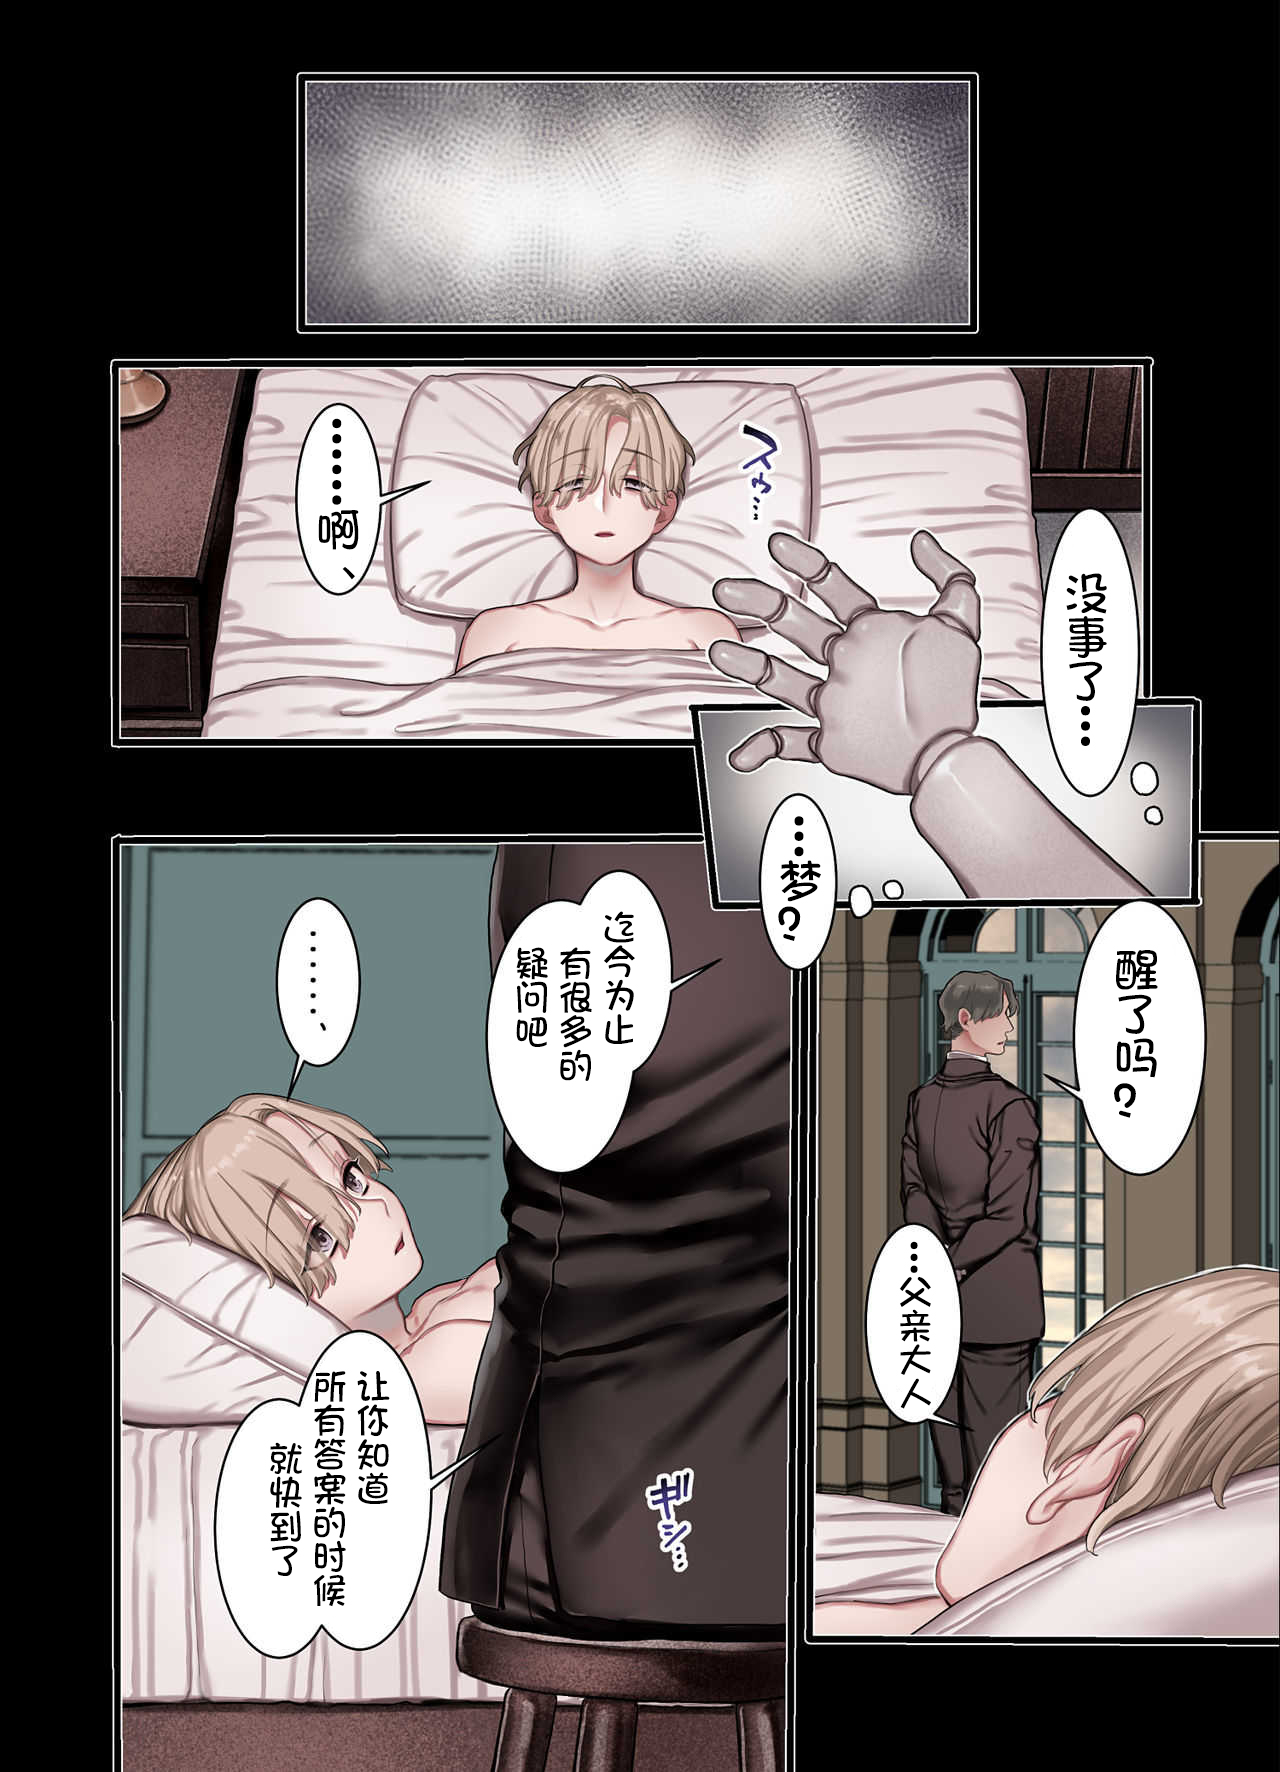 没事了…
スゥ…
……啊、
…梦?
醒了吗?
…父亲大人
迄今为止
有很多的
疑问吧
………、
ギシ…
让你知道
所有答案的时候
就快到了